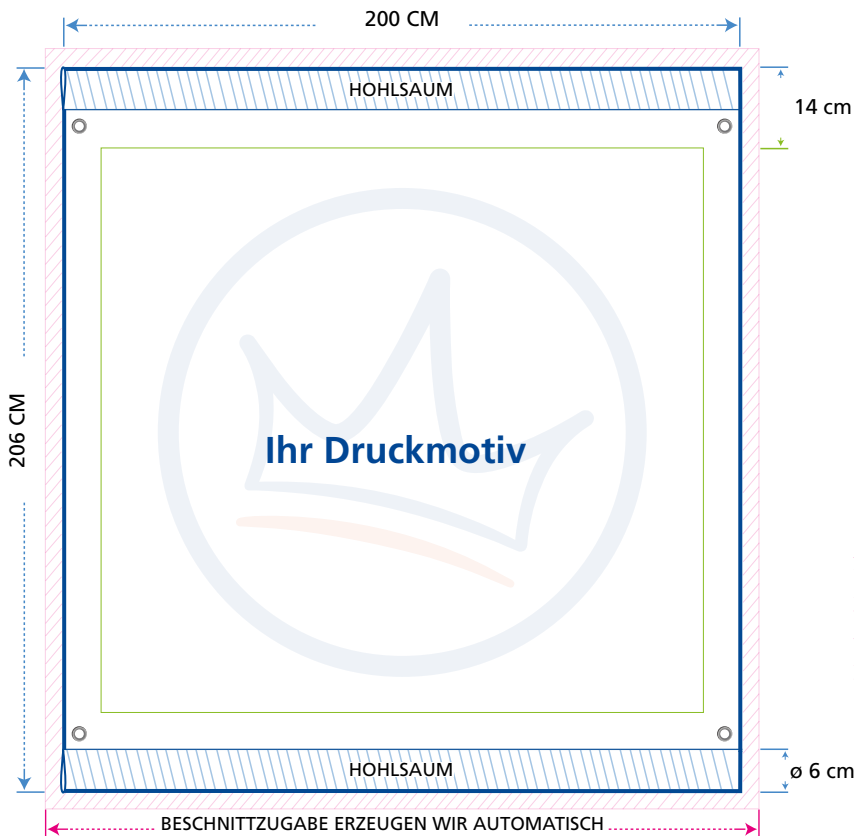 200 CM
HOHLSAUM
14 cm
206 CM
Ihr Druckmotiv
HOHLSAUM
ø 6 cm
BESCHNITTZUGABE ERZEUGEN WIR AUTOMATISCH